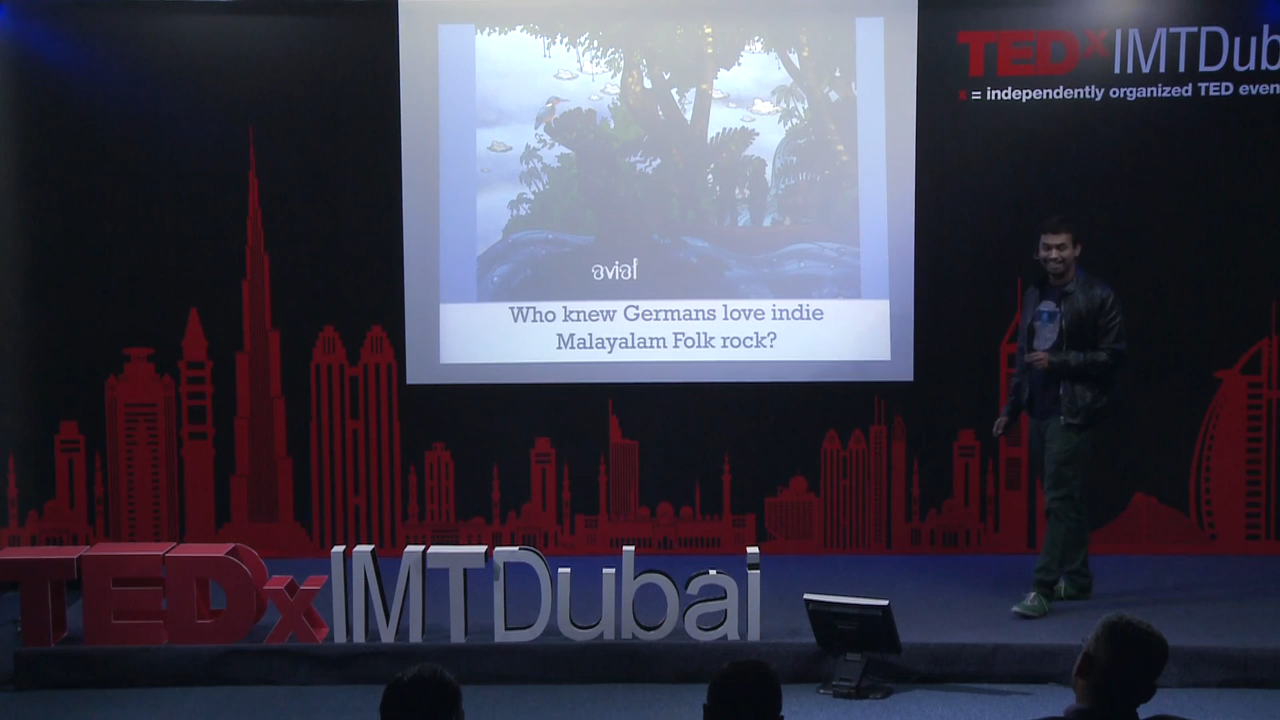 TEDxIMTDub
x = independently organized TED even
avial
Who knew Germans love indie
Malayalam Folk rock?
TEDxIMTDubai